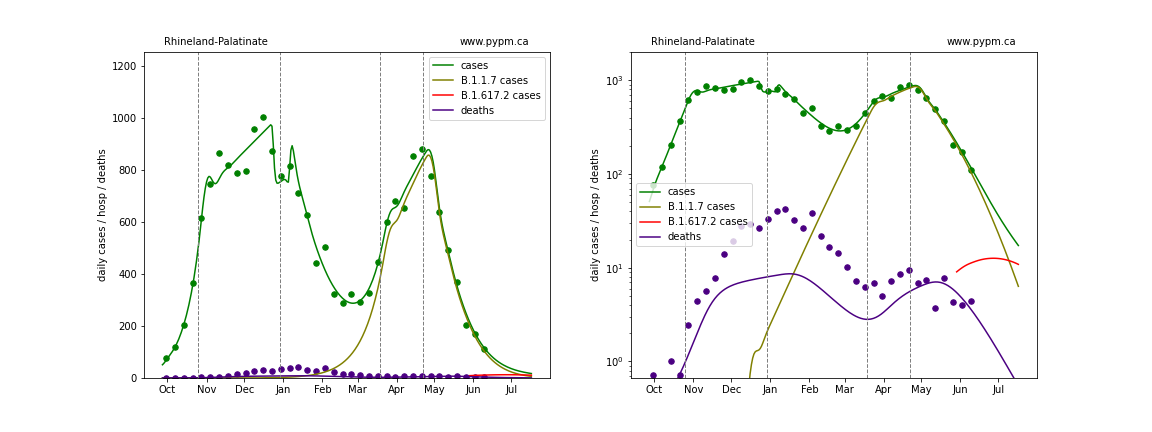 Rhineland-Palatinate www.pypm.ca
daily cases / hosp / deaths
1200
1000
800
600
400
200
0
cases
B.1.1.7 cases
B.1.617.2 cases
deaths
Oct Nov Dec Jan Feb Mar Apr May Jun Jul
Rhineland-Palatinate www.pypm.ca
daily cases / hosp / deaths
10³
10²
10¹
10⁰
cases
B.1.1.7 cases
B.1.617.2 cases
deaths
Oct Nov Dec Jan Feb Mar Apr May Jun Jul